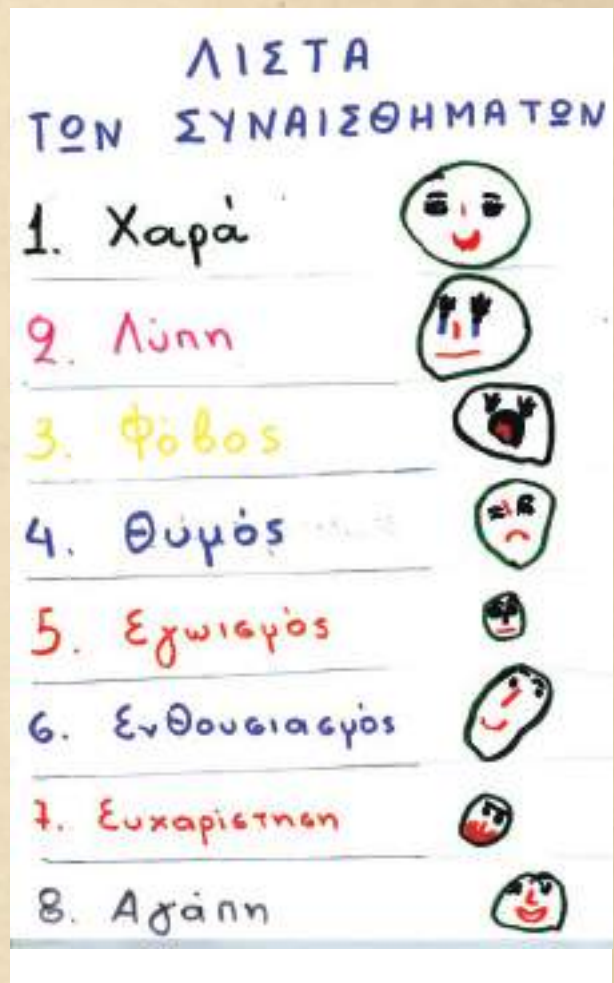 ΛΙΣΤΑ
ΤΩΝ ΣΥΝΑΙΣΘΗΜΑΤΩΝ
1. Χαρά
2. Λύπη
3. Φόβος
4. Θυμός
5. Εγωισμός
6. Ενθουσιασμός
7. Ευχαρίστηση
8. Αγάπη